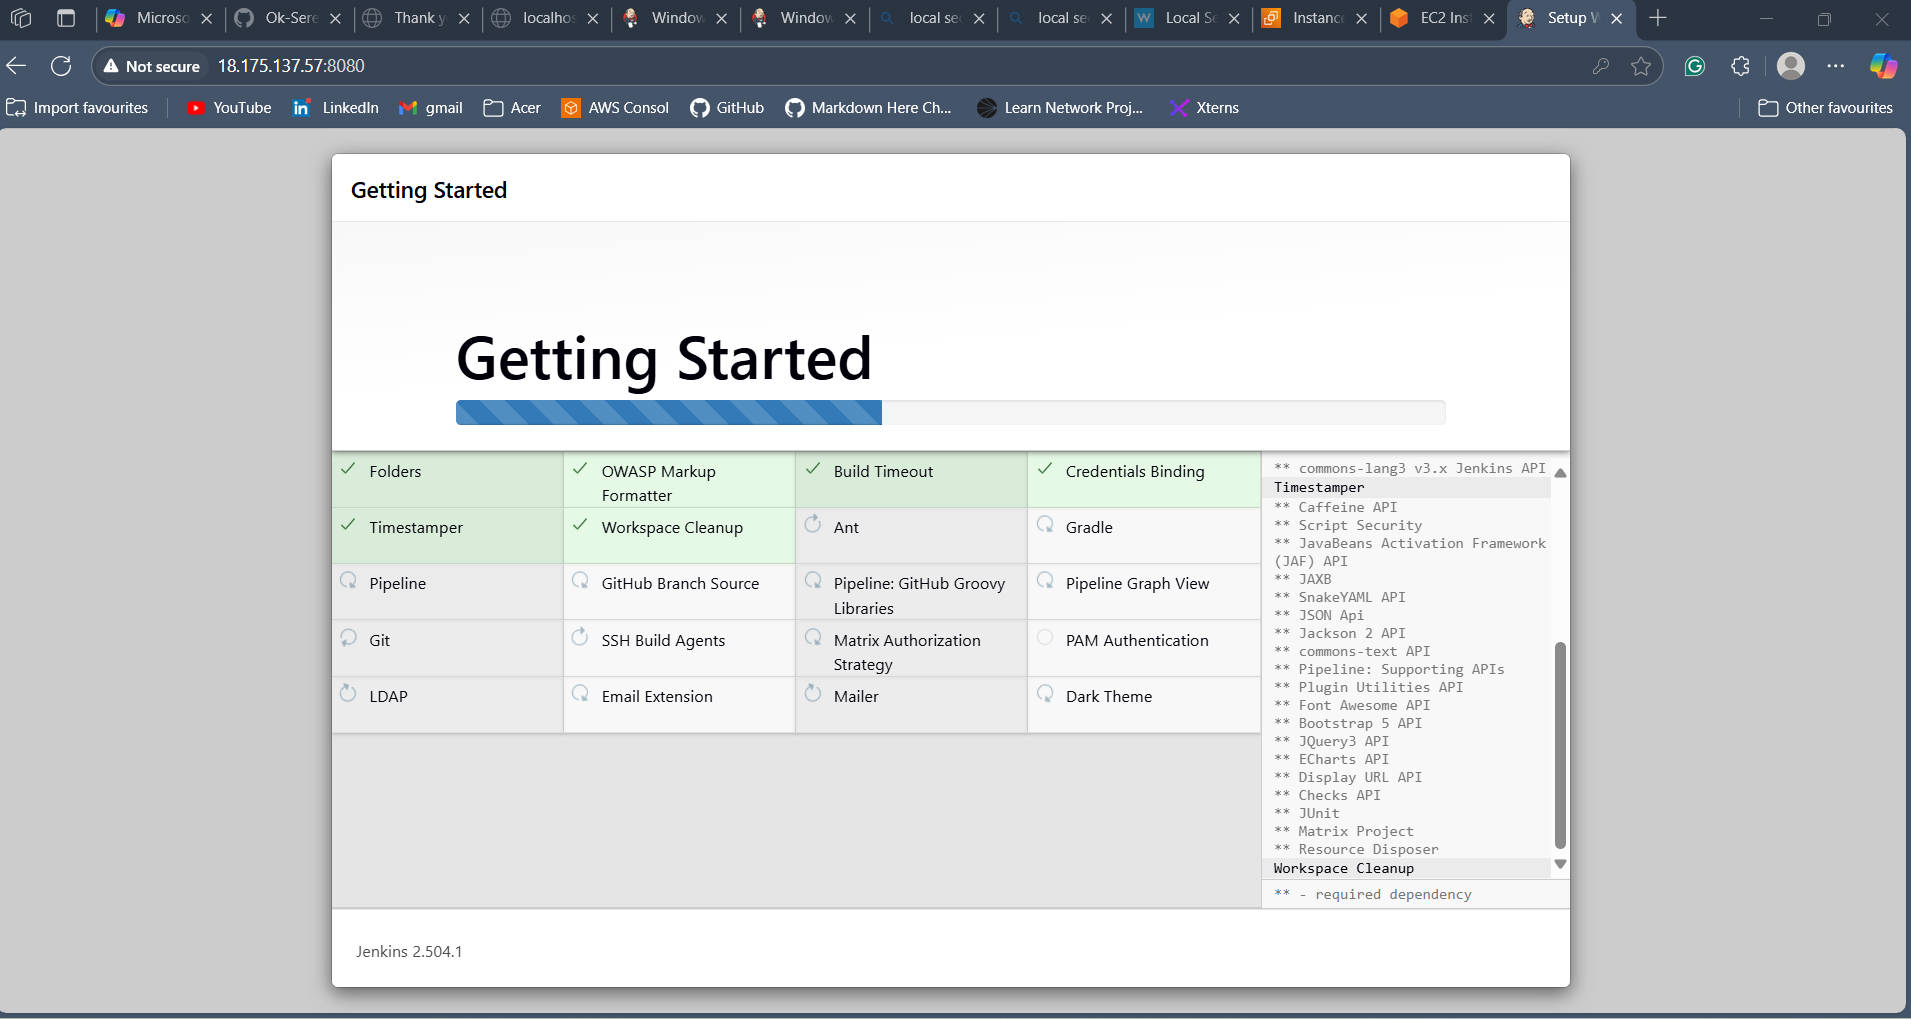 Microso
Ok-Sere
Thank y
localhos
Window
Window
local sec
local sec
Local Se
Instance
EC2 Inst
Setup W
Not secure 18.175.137.57:8080
Import favourites
YouTube
LinkedIn
gmail
Acer
AWS Consol
GitHub
Markdown Here Ch...
Learn Network Proj...
Xterns
Other favourites
Getting Started
Getting Started
Folders
OWASP Markup
Formatter
Build Timeout
Credentials Binding
Timestamper
Workspace Cleanup
Ant
Gradle
Pipeline
GitHub Branch Source
Pipeline: GitHub Groovy
Libraries
Pipeline Graph View
Git
SSH Build Agents
Matrix Authorization
Strategy
PAM Authentication
LDAP
Email Extension
Mailer
Dark Theme
** commons-lang3 v3.x Jenkins API
Timestamper
** Caffeine API
** Script Security
** JavaBeans Activation Framework
(JAF) API
** JAXB
** SnakeYAML API
** JSON Api
** Jackson 2 API
** commons-text API
** Pipeline: Supporting APIs
** Plugin Utilities API
** Font Awesome API
** Bootstrap 5 API
** JQuery3 API
** ECharts API
** Display URL API
** Checks API
** JUnit
** Matrix Project
** Resource Disposer
Workspace Cleanup
** - required dependency
Jenkins 2.504.1